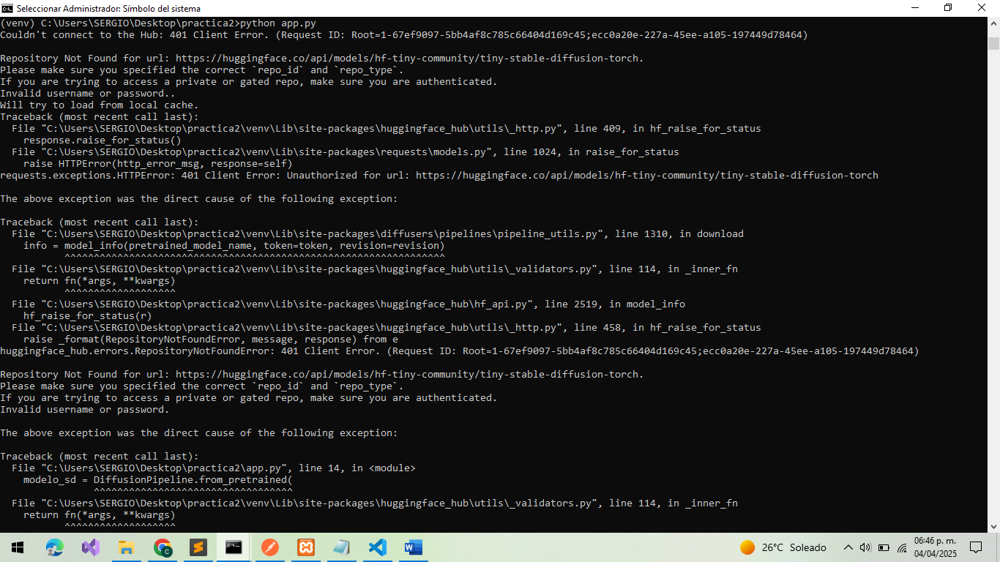 Seleccionar Administrador: Símbolo del sistema
(venv) C:\Users\SERGIO\Desktop\practica2>python app.py
Couldn't connect to the Hub: 401 Client Error. (Request ID: Root=1-67ef9097-5bb4af8c785c66404d169c45;ecc0a20e-227a-45ee-a105-197449d78464)

Repository Not Found for url: https://huggingface.co/api/models/hf-tiny-community/tiny-stable-diffusion-torch.
Please make sure you specified the correct `repo_id` and `repo_type`.
If you are trying to access a private or gated repo, make sure you are authenticated.
Invalid username or password..
Will try to load from local cache.
Traceback (most recent call last):
  File "C:\Users\SERGIO\Desktop\practica2\venv\Lib\site-packages\huggingface_hub\utils\_http.py", line 409, in hf_raise_for_status
    response.raise_for_status()
  File "C:\Users\SERGIO\Desktop\practica2\venv\Lib\site-packages\requests\models.py", line 1024, in raise_for_status
    raise HTTPError(http_error_msg, response=self)
requests.exceptions.HTTPError: 401 Client Error: Unauthorized for url: https://huggingface.co/api/models/hf-tiny-community/tiny-stable-diffusion-torch

The above exception was the direct cause of the following exception:

Traceback (most recent call last):
  File "C:\Users\SERGIO\Desktop\practica2\venv\Lib\site-packages\diffusers\pipelines\pipeline_utils.py", line 1310, in download
    info = model_info(pretrained_model_name, token=token, revision=revision)
           ^^^^^^^^^^^^^^^^^^^^^^^^^^^^^^^^^^^^^^^^^^^^^^^^^^^^^^^^^^^^^^^^^
  File "C:\Users\SERGIO\Desktop\practica2\venv\Lib\site-packages\huggingface_hub\utils\_validators.py", line 114, in _inner_fn
    return fn(*args, **kwargs)
           ^^^^^^^^^^^^^^^^^^^
  File "C:\Users\SERGIO\Desktop\practica2\venv\Lib\site-packages\huggingface_hub\hf_api.py", line 2519, in model_info
    hf_raise_for_status(r)
  File "C:\Users\SERGIO\Desktop\practica2\venv\Lib\site-packages\huggingface_hub\utils\_http.py", line 458, in hf_raise_for_status
    raise _format(RepositoryNotFoundError, message, response) from e
huggingface_hub.errors.RepositoryNotFoundError: 401 Client Error. (Request ID: Root=1-67ef9097-5bb4af8c785c66404d169c45;ecc0a20e-227a-45ee-a105-197449d78464)

Repository Not Found for url: https://huggingface.co/api/models/hf-tiny-community/tiny-stable-diffusion-torch.
Please make sure you specified the correct `repo_id` and `repo_type`.
If you are trying to access a private or gated repo, make sure you are authenticated.
Invalid username or password.

The above exception was the direct cause of the following exception:

Traceback (most recent call last):
  File "C:\Users\SERGIO\Desktop\practica2\app.py", line 14, in <module>
    modelo_sd = DiffusionPipeline.from_pretrained(
                ^^^^^^^^^^^^^^^^^^^^^^^^^^^^^^^^^^
  File "C:\Users\SERGIO\Desktop\practica2\venv\Lib\site-packages\huggingface_hub\utils\_validators.py", line 114, in _inner_fn
    return fn(*args, **kwargs)
           ^^^^^^^^^^^^^^^^^^^
26°C Soleado
06:46 p. m.
04/04/2025